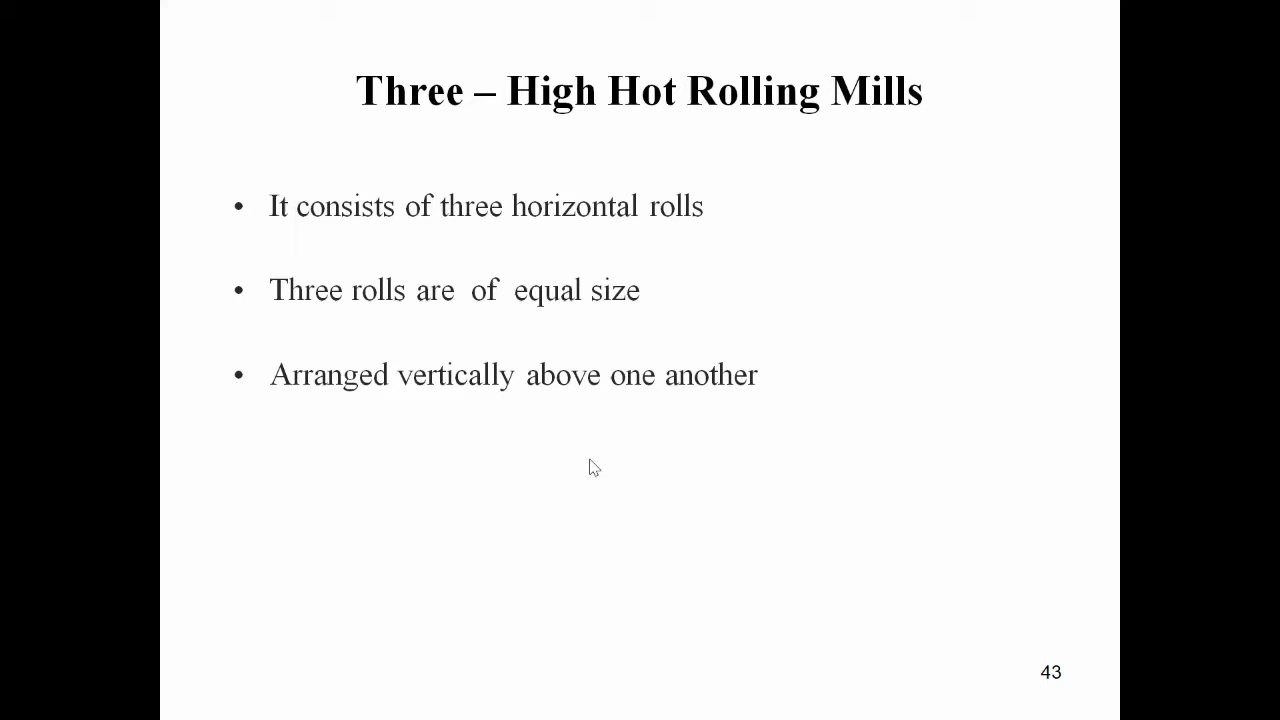 Three – High Hot Rolling Mills
• It consists of three horizontal rolls
• Three rolls are of equal size
• Arranged vertically above one another
43